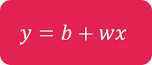 y = b + wx